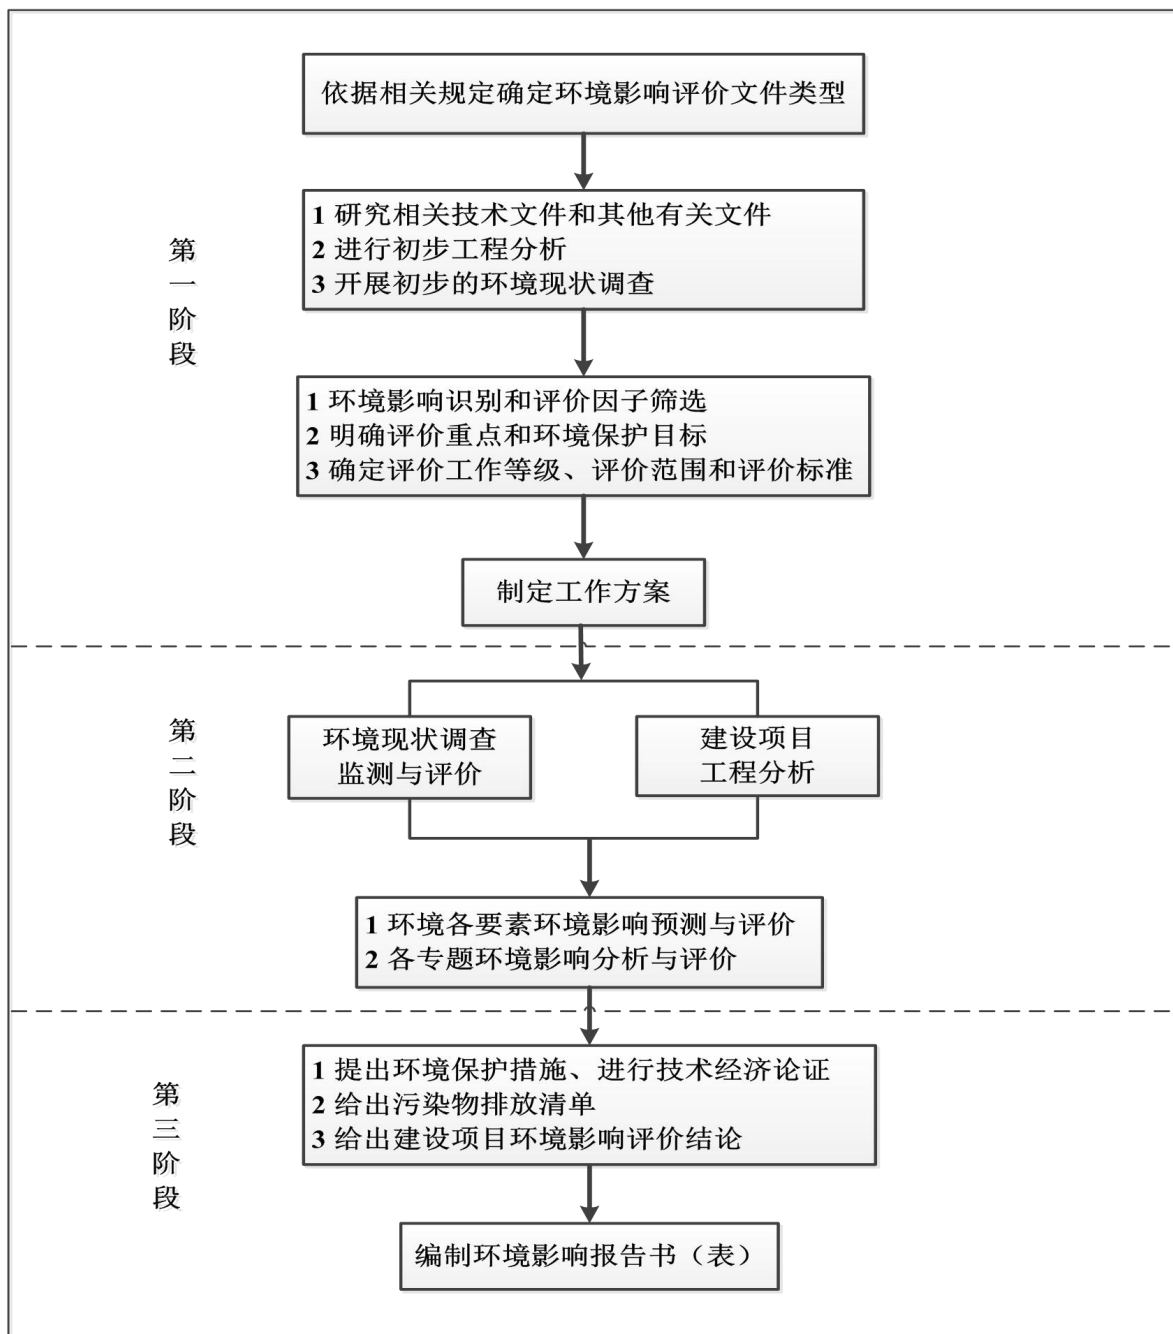 依据相关规定确定环境影响评价文件类型
第一阶段
1 研究相关技术文件和其他有关文件
2 进行初步工程分析
3 开展初步的环境现状调查
1 环境影响识别和评价因子筛选
2 明确评价重点和环境保护目标
3 确定评价工作等级、评价范围和评价标准
制定工作方案
第二阶段
环境现状调查
监测与评价
建设项目
工程分析
1 环境各要素环境影响预测与评价
2 各专题环境影响分析与评价
第三阶段
1 提出环境保护措施、进行技术经济论证
2 给出污染物排放清单
3 给出建设项目环境影响评价结论
编制环境影响报告书（表）